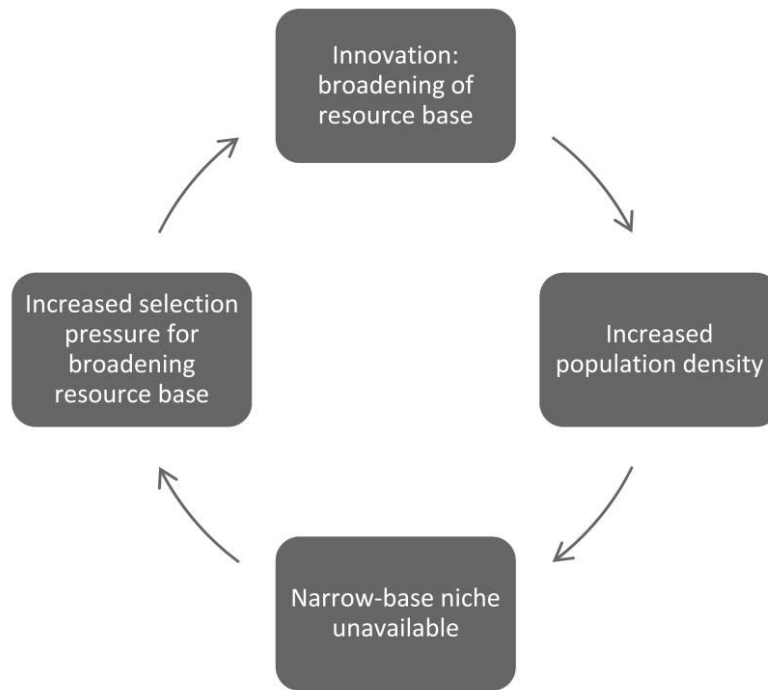 Innovation:
broadening of
resource base
Increased
population density
Narrow-base niche
unavailable
Increased selection
pressure for
broadening
resource base